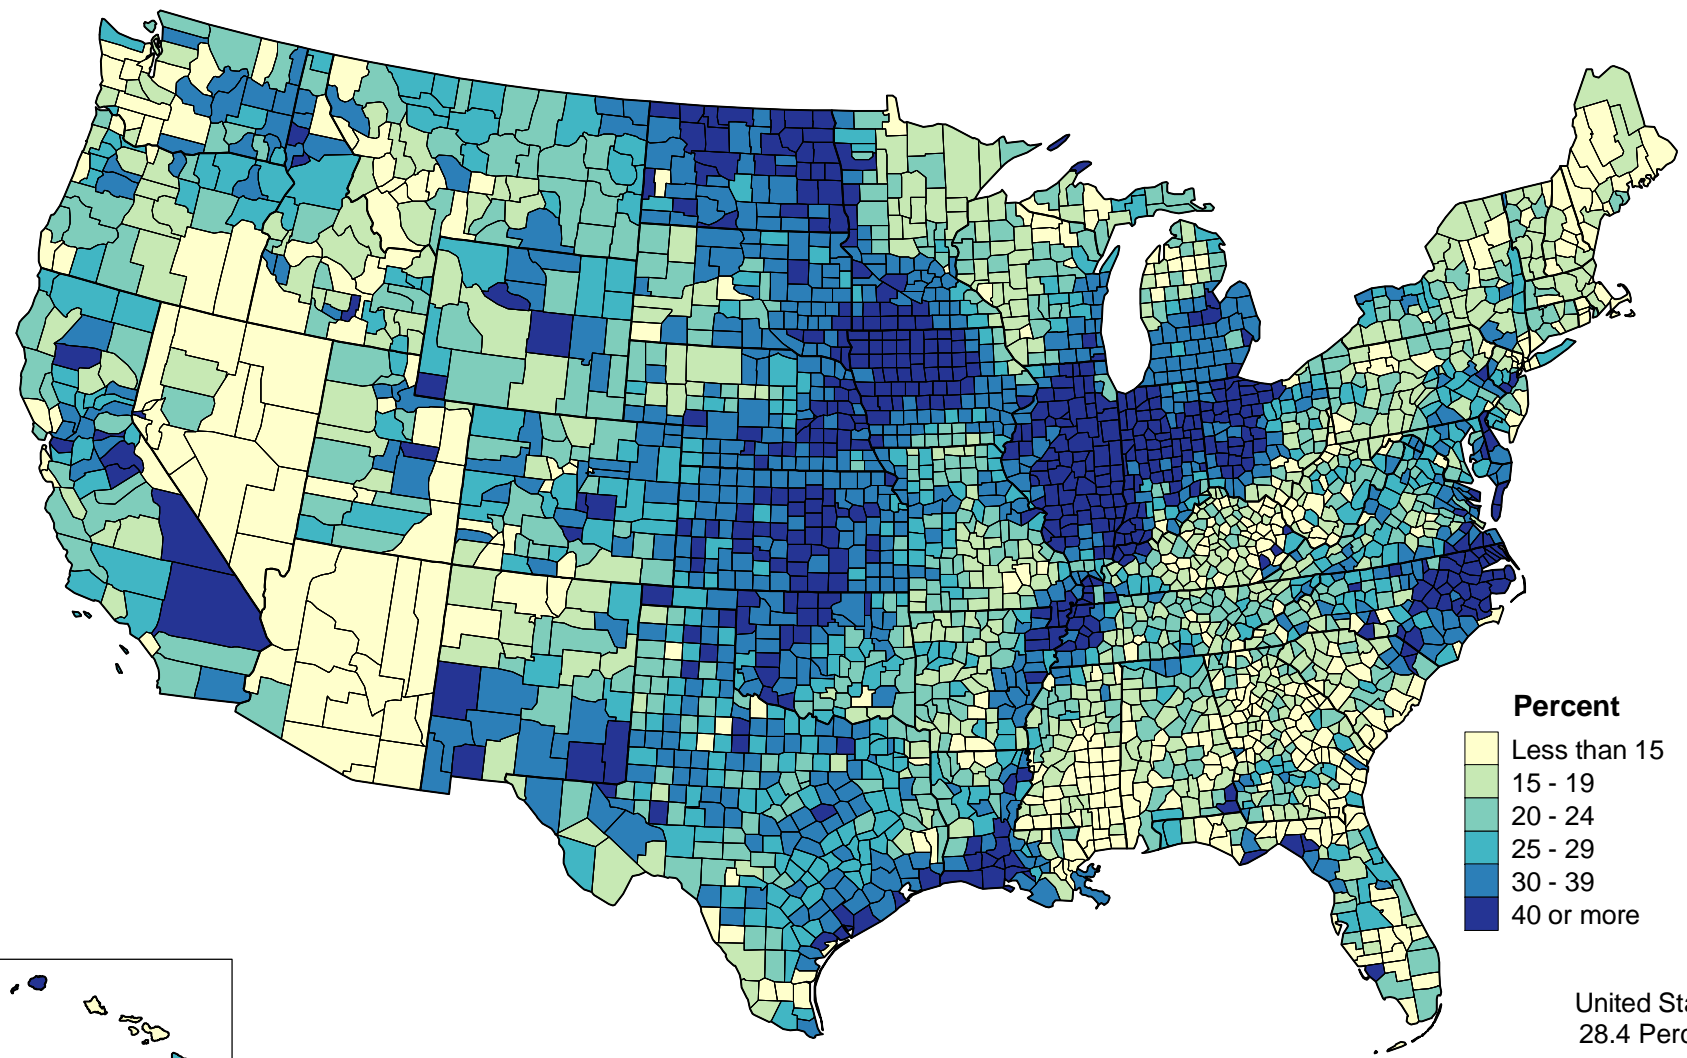 Percent
Less than 15
15 - 19
20 - 24
25 - 29
30 - 39
40 or more
United Sta
28.4 Perc